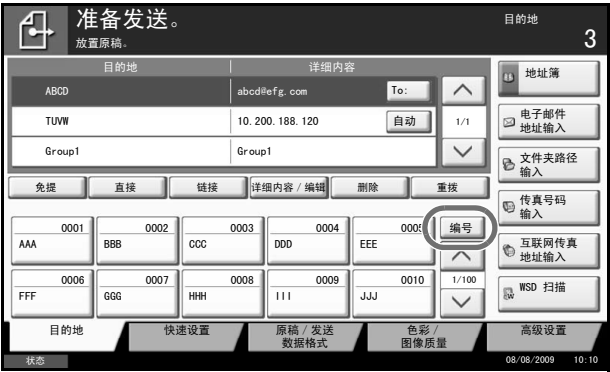 准备发送。
放置原稿。
目的地
3
目的地 详细内容
ABCD abcd@efg.com To:
TUVW 10.200.188.120 自动 1/1
Group1 Group1
免提 直接 链接 详细内容 / 编辑 删除 重拨
0001 0002 0003 0004 0005 编号
AAA BBB CCC DDD EEE
0006 0007 0008 0009 0010 1/100
FFF GGG HHH III JJJ
地址簿
电子邮件
地址输入
文件夹路径
输入
传真号码
输入
互联网传真
地址输入
WSD 扫描
目的地 快速设置 原稿 / 发送
数据格式
色彩 /
图像质量
高级设置
状态 08/08/2009 10:10